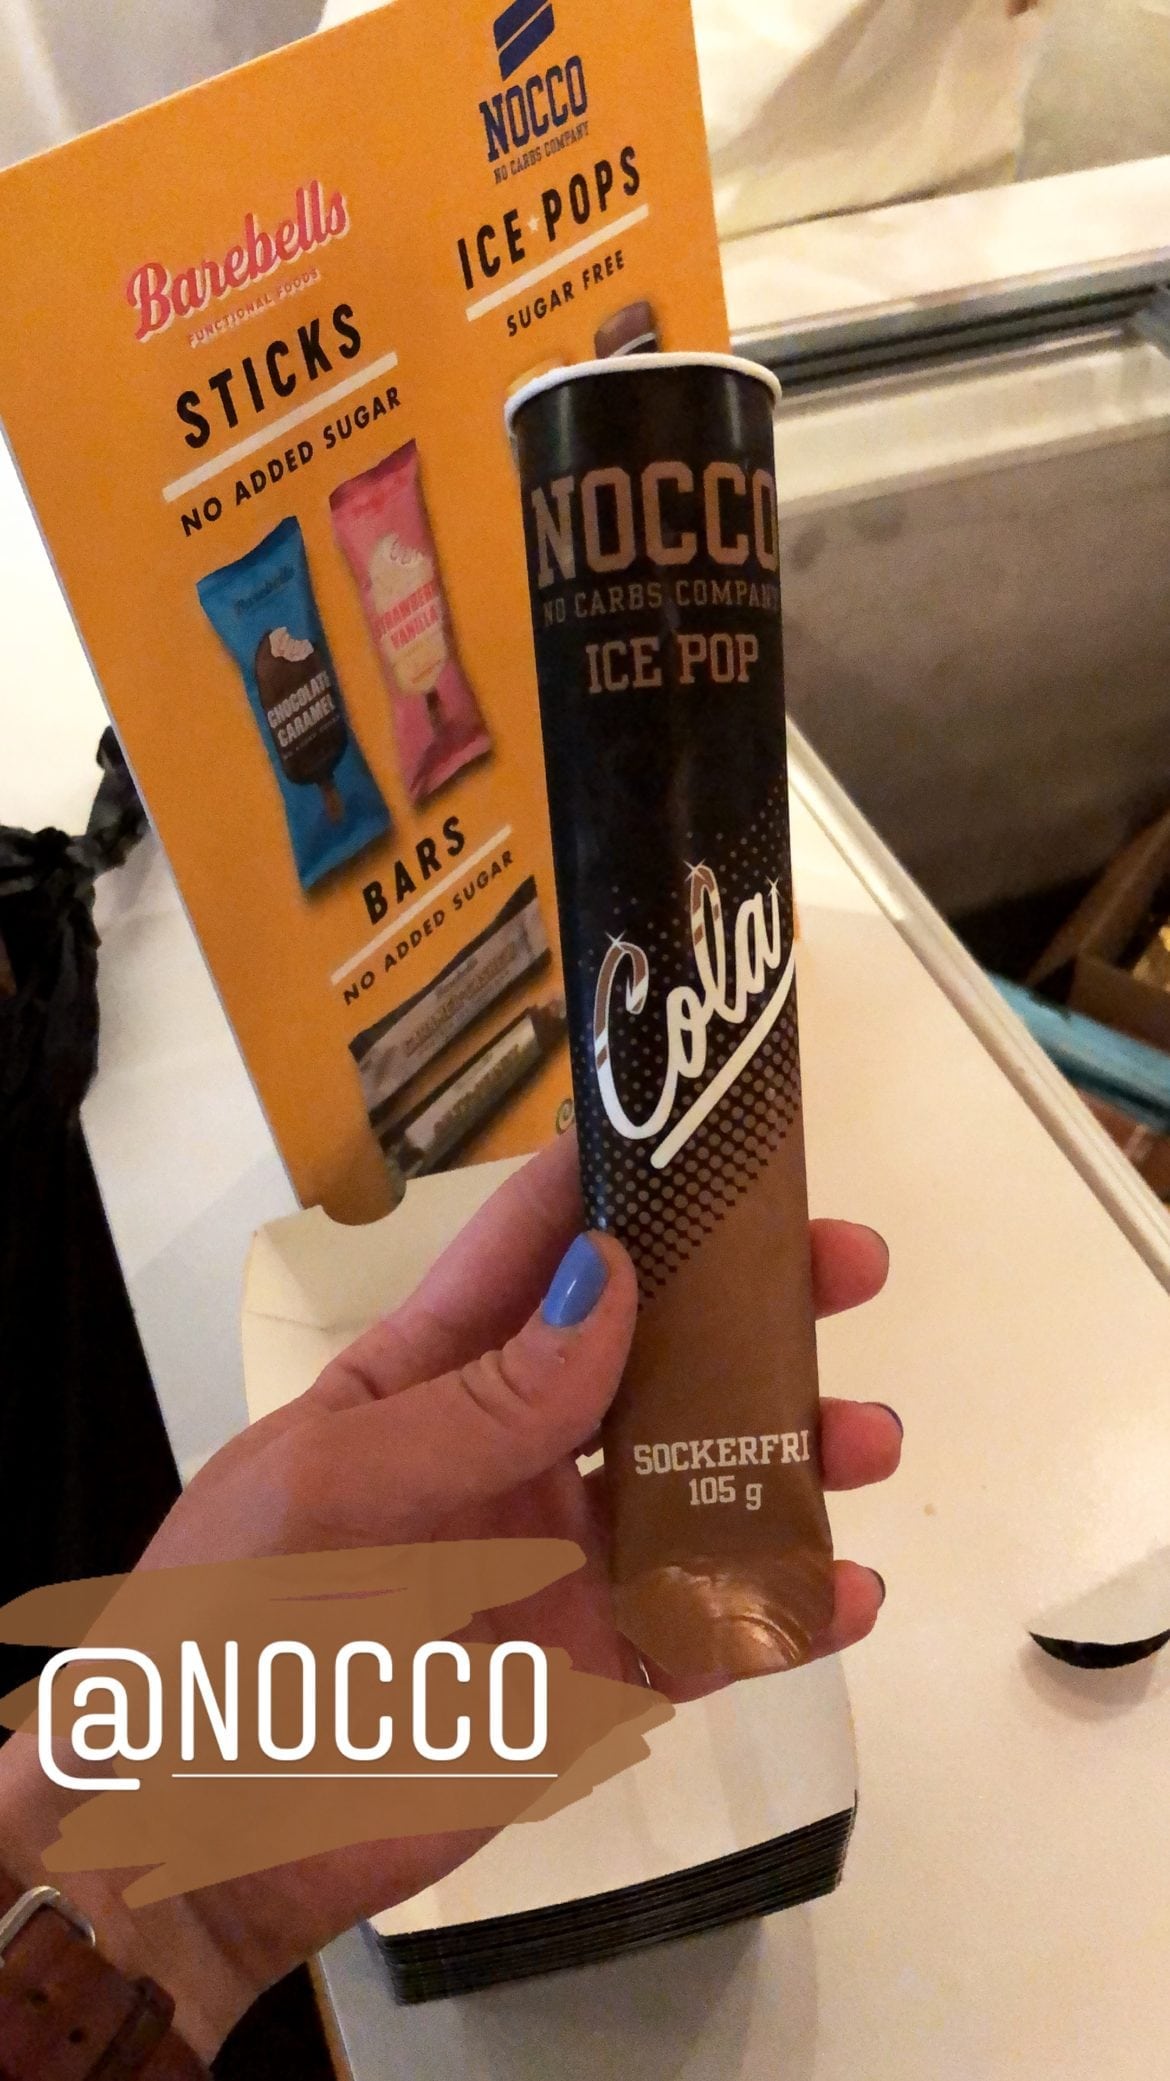 NOCCO
NO CARBS COMPANY
ICE POPS
SUGAR FREE
Barebells
FUNCTIONAL FOODS
STICKS
NO ADDED SUGAR
CHOCOLATE
CARAMEL
VANILLA
BARS
NO ADDED SUGAR
NOCCO
NO CARBS COMPANY
ICE POP
Cola
SOCKERFRI
105 g
@NOCCO